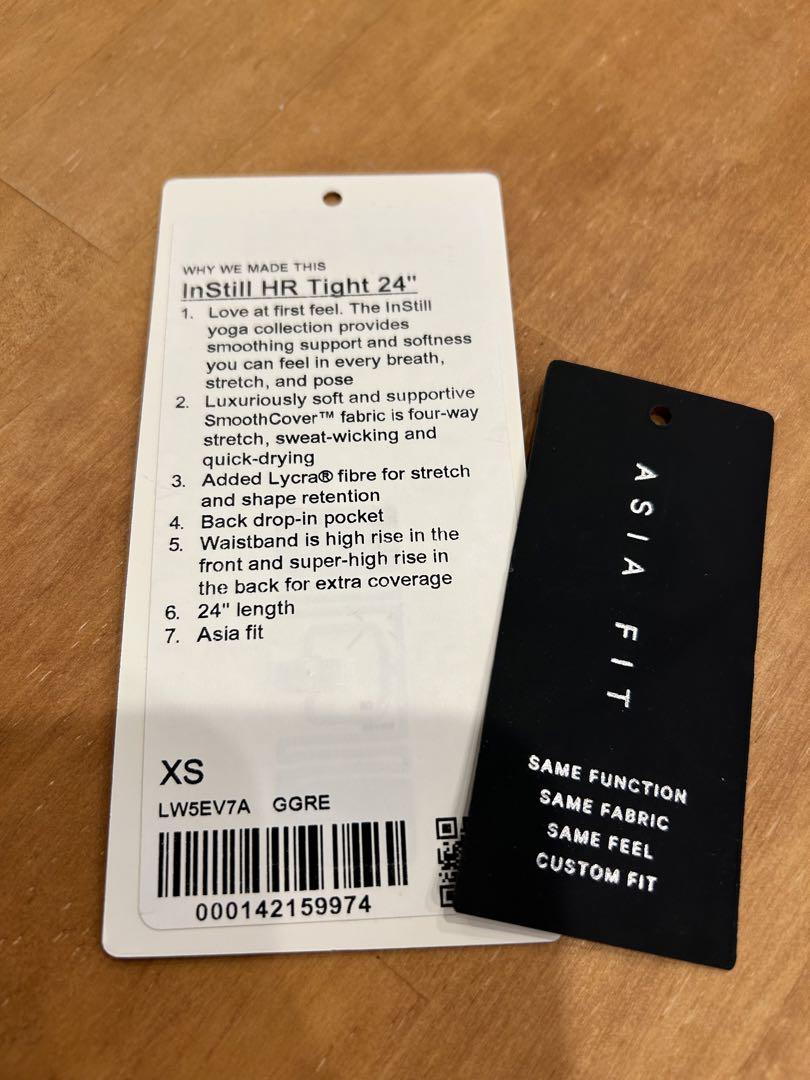 WHY WE MADE THIS
InStill HR Tight 24"
1. Love at first feel. The InStill
yoga collection provides
smoothing support and softness
you can feel in every breath,
stretch, and pose
2. Luxuriously soft and supportive
SmoothCover™ fabric is four-way
stretch, sweat-wicking and
quick-drying
3. Added Lycra® fibre for stretch
and shape retention
4. Back drop-in pocket
5. Waistband is high rise in the
front and super-high rise in
the back for extra coverage
6. 24" length
7. Asia fit
XS
LW5EV7A GGRE
000142159974
ASIA FIT
SAME FUNCTION
SAME FABRIC
SAME FEEL
CUSTOM FIT